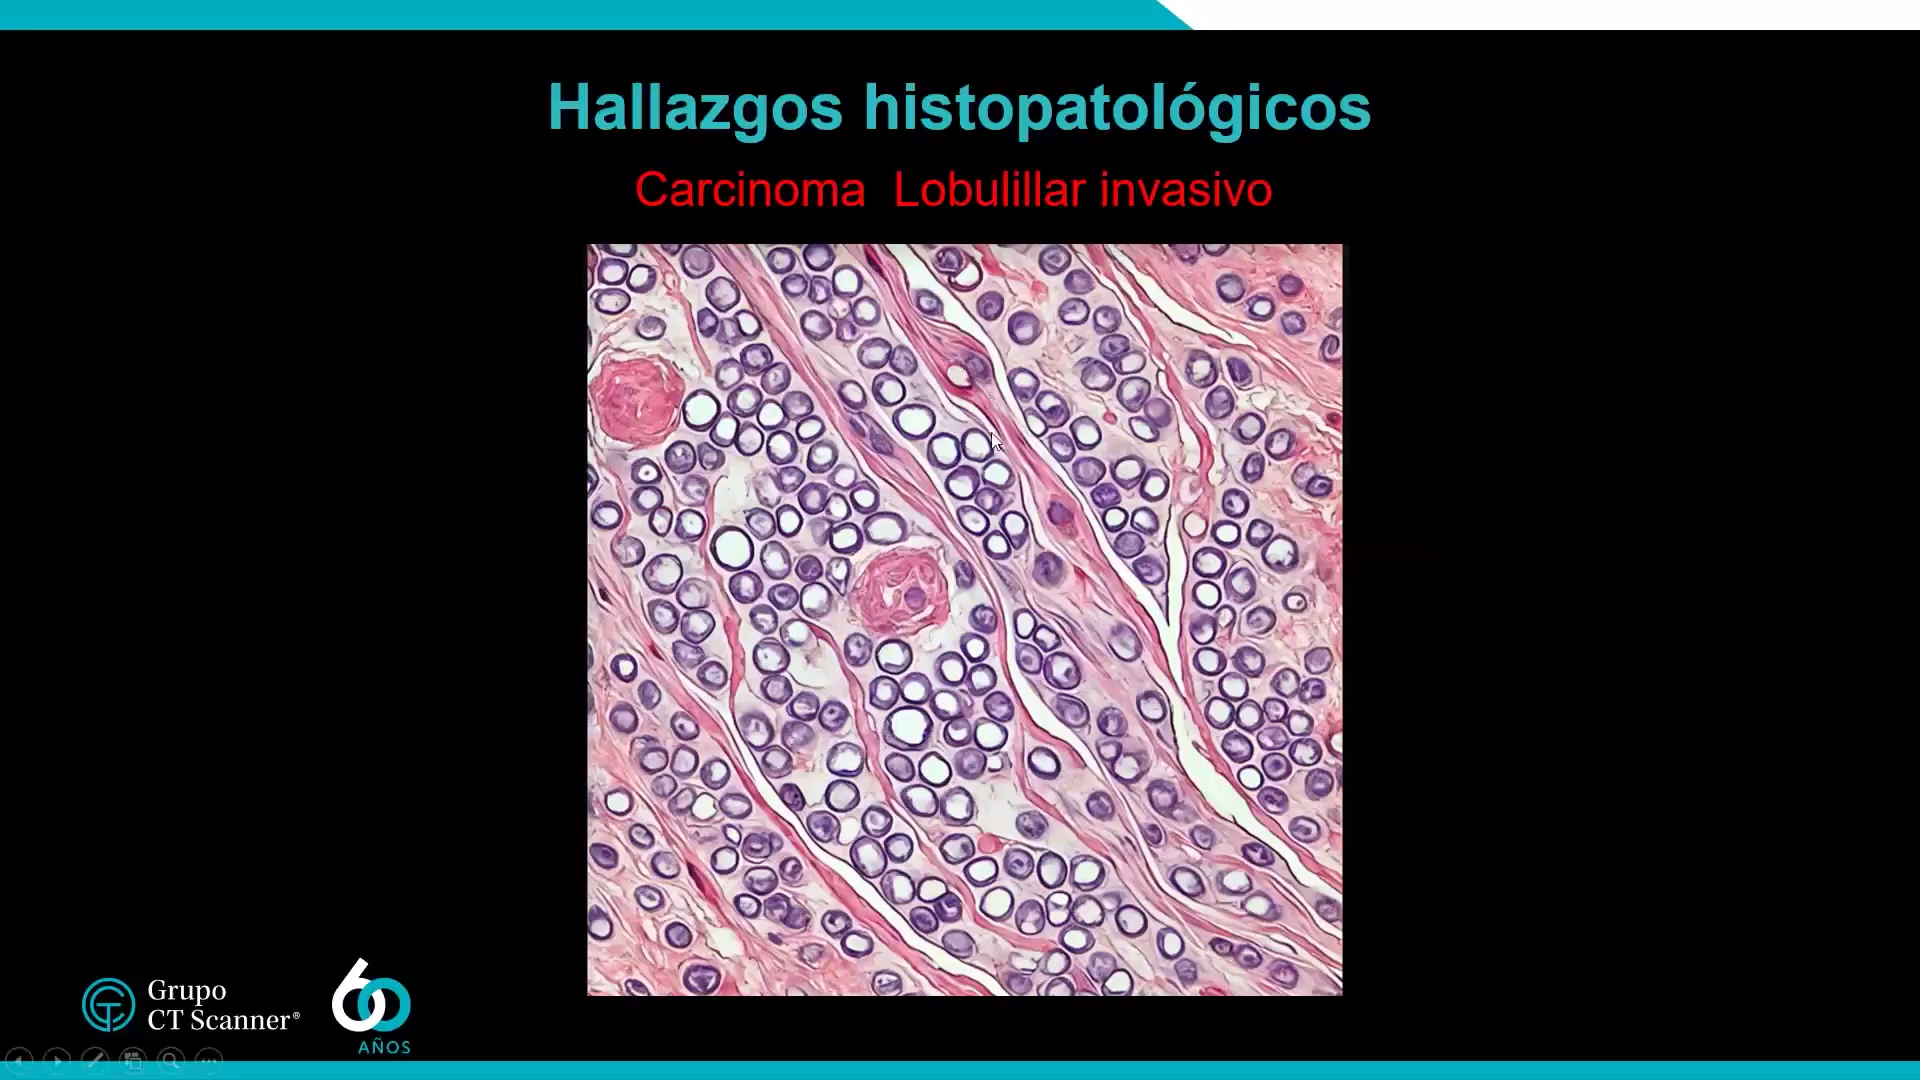 Hallazgos histopatológicos
Carcinoma Lobulillar invasivo
Grupo
CT Scanner®
60
AÑOS